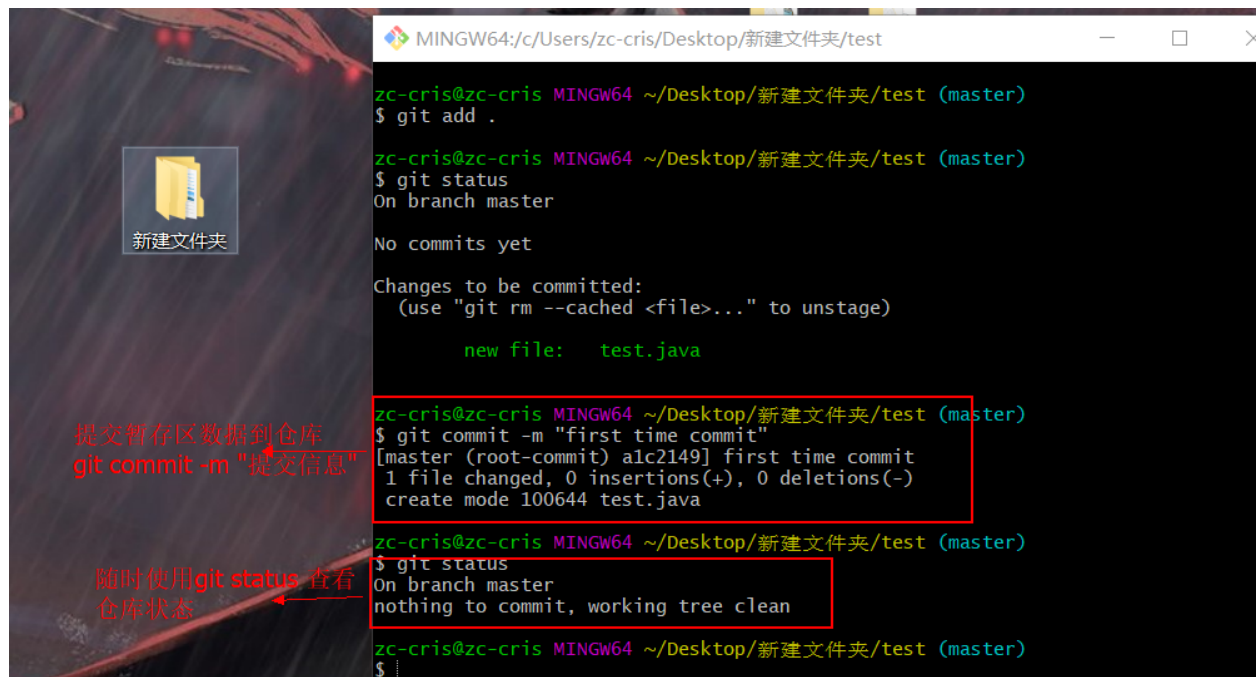 MINGW64:/c/Users/zc-cris/Desktop/新建文件夹/test
zc-cris@zc-cris MINGW64 ~/Desktop/新建文件夹/test (master)
$ git add .
zc-cris@zc-cris MINGW64 ~/Desktop/新建文件夹/test (master)
$ git status
On branch master
新建文件夹
No commits yet
Changes to be committed:
(use "git rm --cached <file>..." to unstage)
new file: test.java
zc-cris@zc-cris MINGW64 ~/Desktop/新建文件夹/test (master)
$ git commit -m "first time commit"
[master (root-commit) a1c2149] first time commit
1 file changed, 0 insertions(+), 0 deletions(-)
create mode 100644 test.java
提交暂存区数据到仓库
git commit -m "提交信息"
zc-cris@zc-cris MINGW64 ~/Desktop/新建文件夹/test (master)
$ git status
On branch master
nothing to commit, working tree clean
随时使用git status 查看
仓库状态
zc-cris@zc-cris MINGW64 ~/Desktop/新建文件夹/test (master)
$